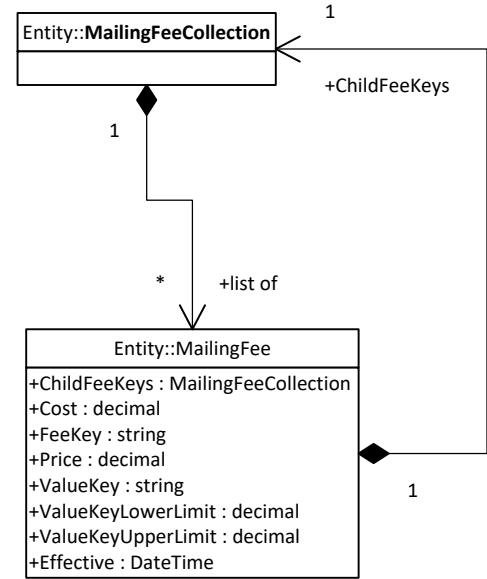 1
Entity::MailingFeeCollection
+ChildFeeKeys
1
* +list of
Entity::MailingFee
+ChildFeeKeys : MailingFeeCollection
+Cost : decimal
+FeeKey : string
+Price : decimal
+ValueKey : string
+ValueKeyLowerLimit : decimal
+ValueKeyUpperLimit : decimal
+Effective : DateTime
1